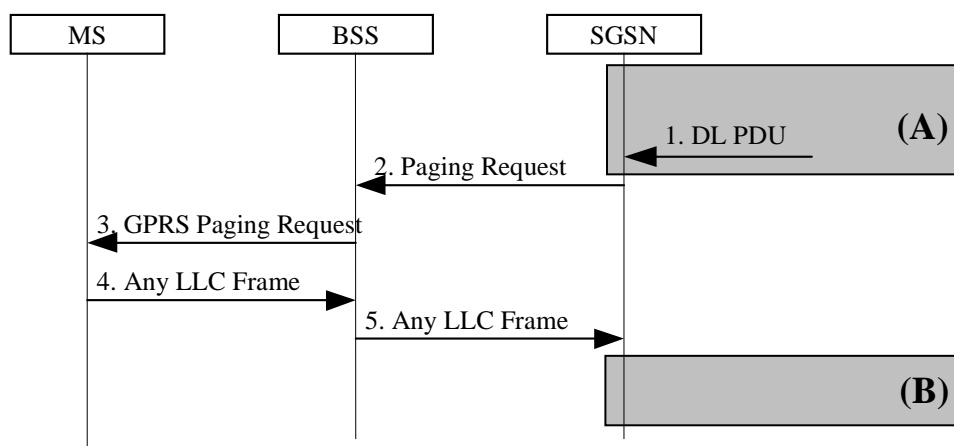 MS
BSS
SGSN
(A)
1. DL PDU
2. Paging Request
3. GPRS Paging Request
4. Any LLC Frame
5. Any LLC Frame
(B)